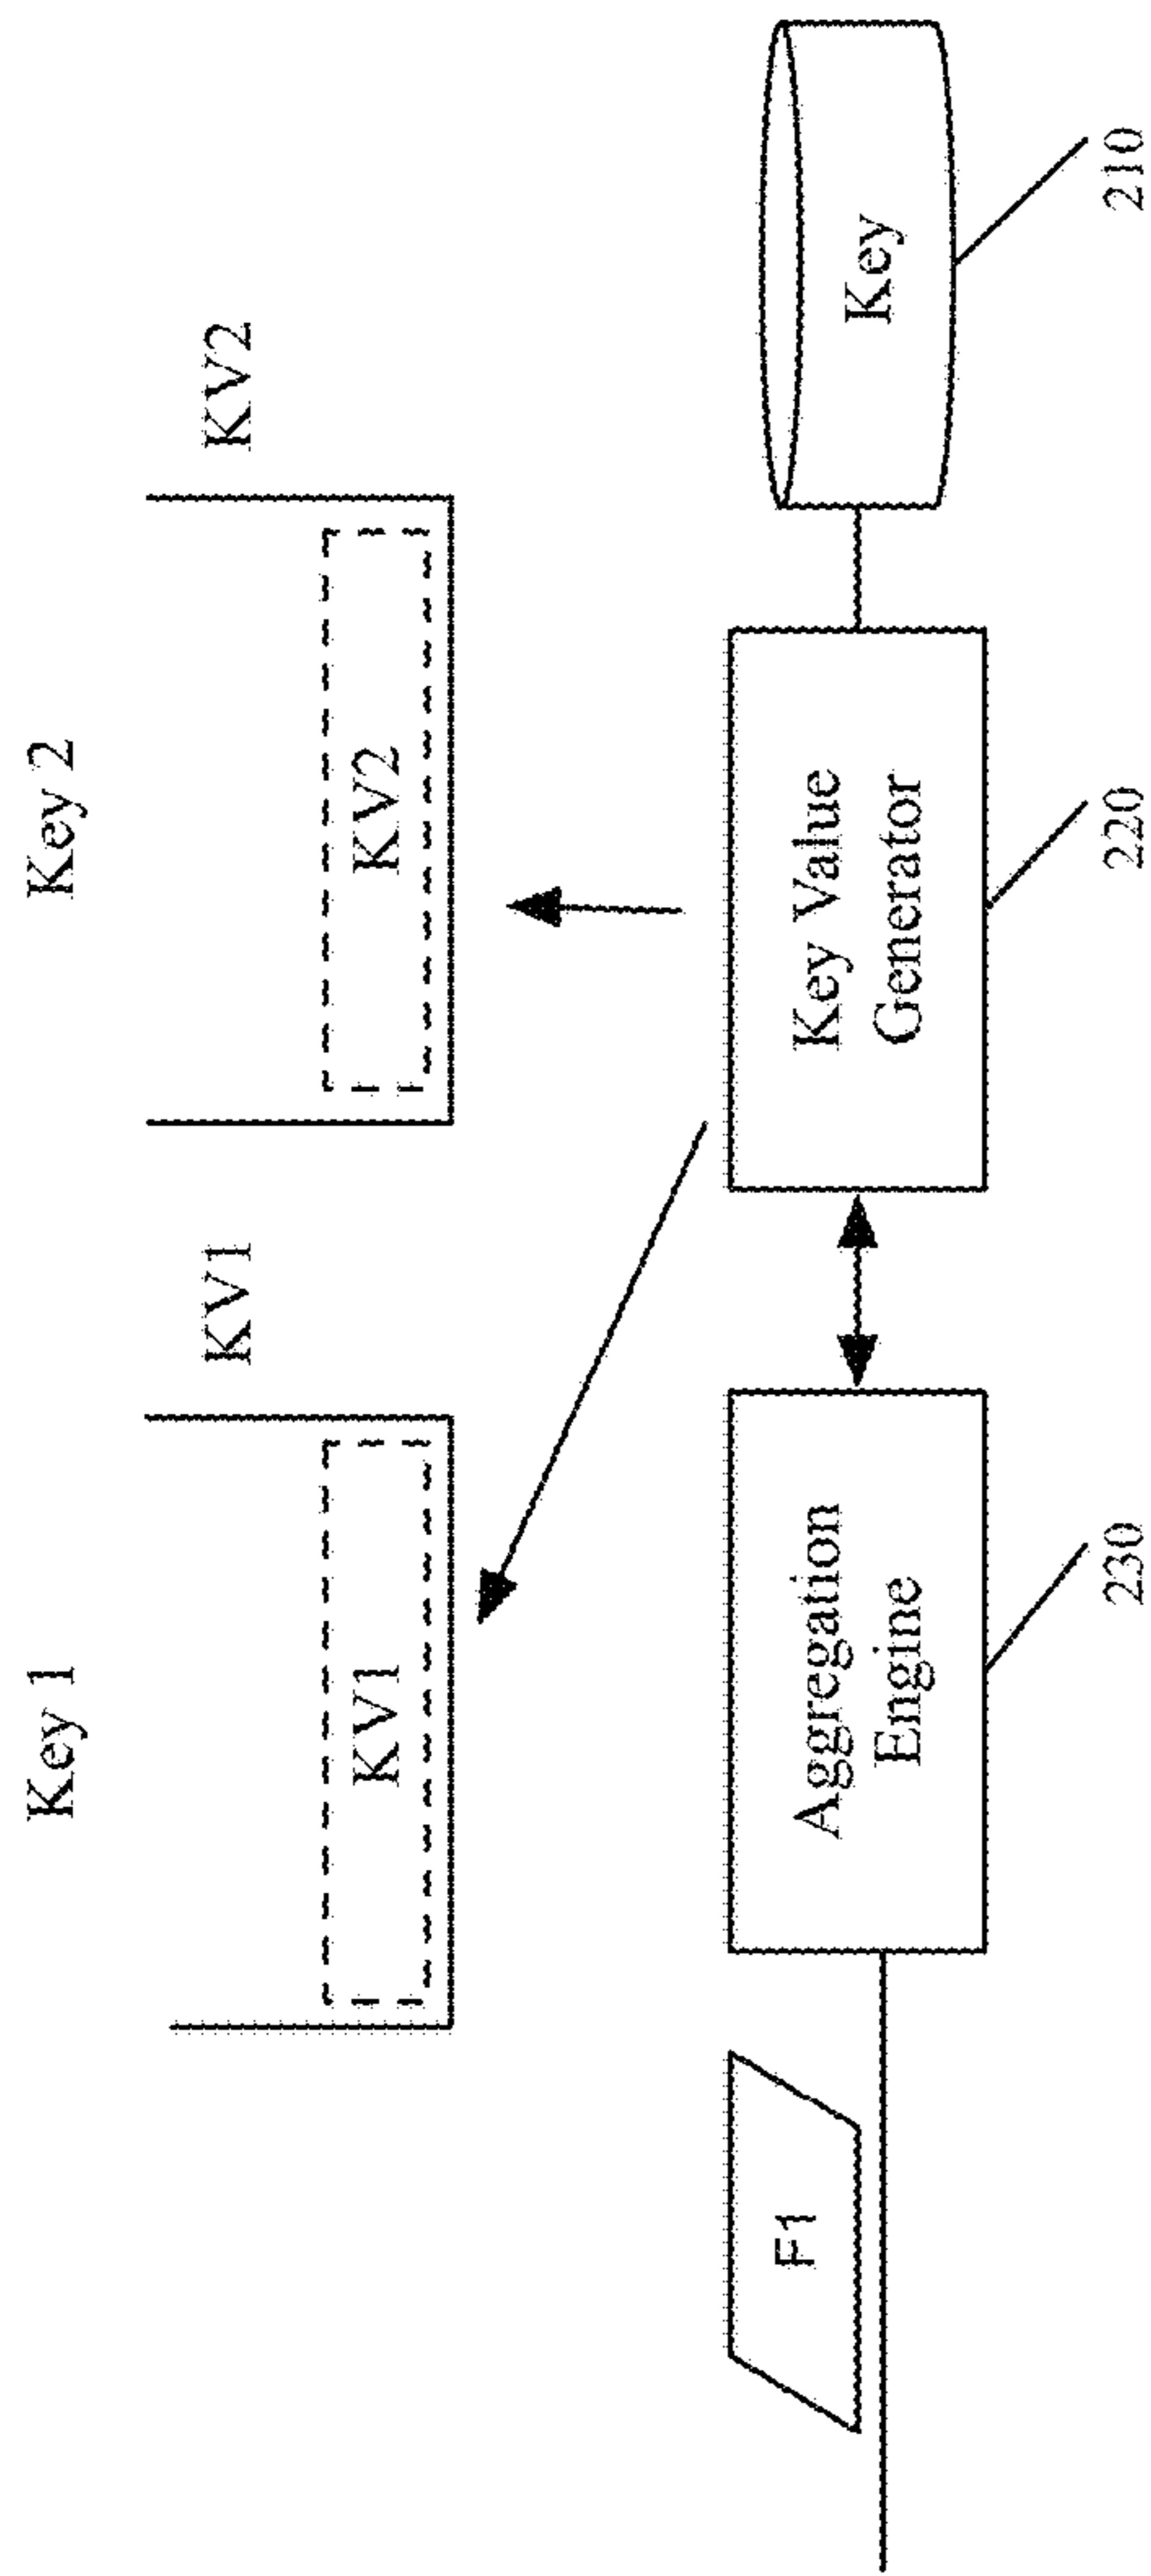 Key 1
Key 2
KV1
KV2
KV1
KV2
F1
Aggregation
Engine
Key Value
Generator
Key
230
220
210